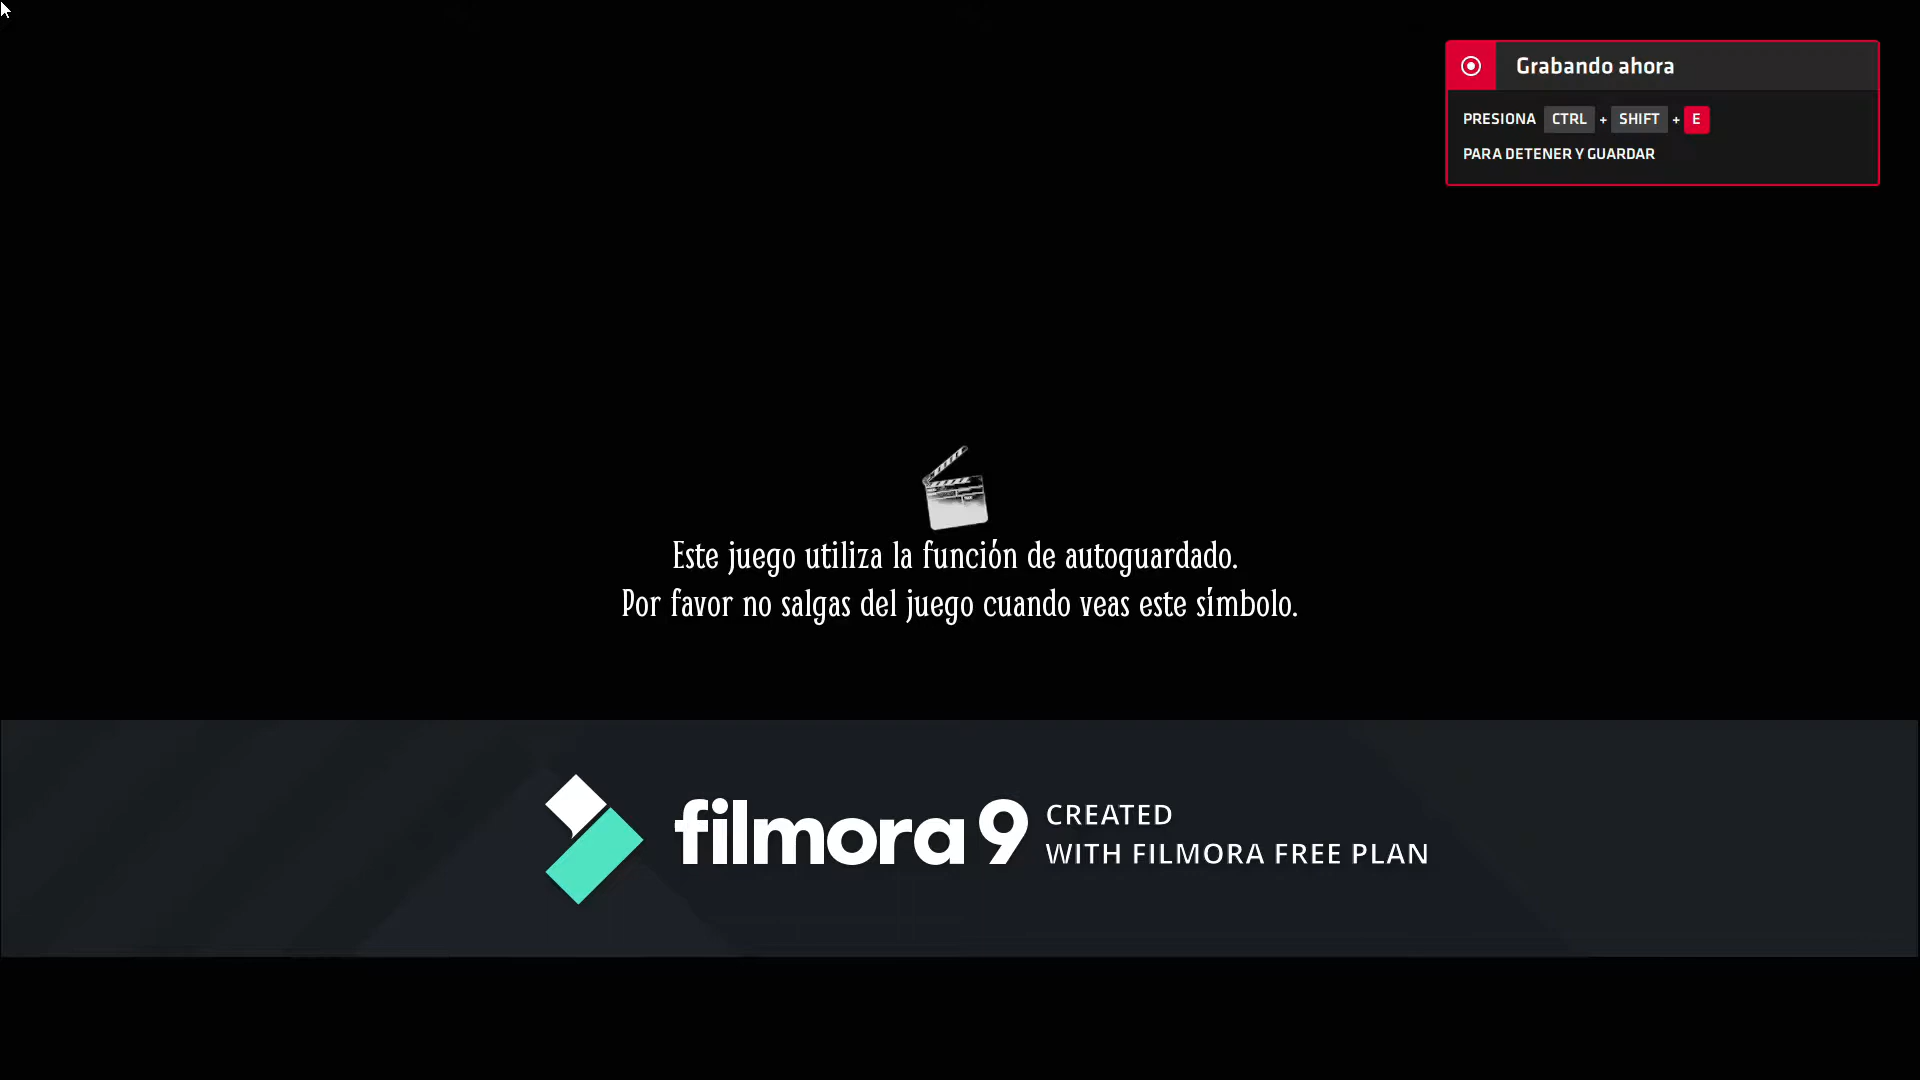 Grabando ahora
PRESIONA CTRL + SHIFT + E
PARA DETENER Y GUARDAR
Este juego utiliza la función de autoguardado.
Por favor no salgas del juego cuando veas este símbolo.
filmora 9 CREATED
WITH FILMORA FREE PLAN